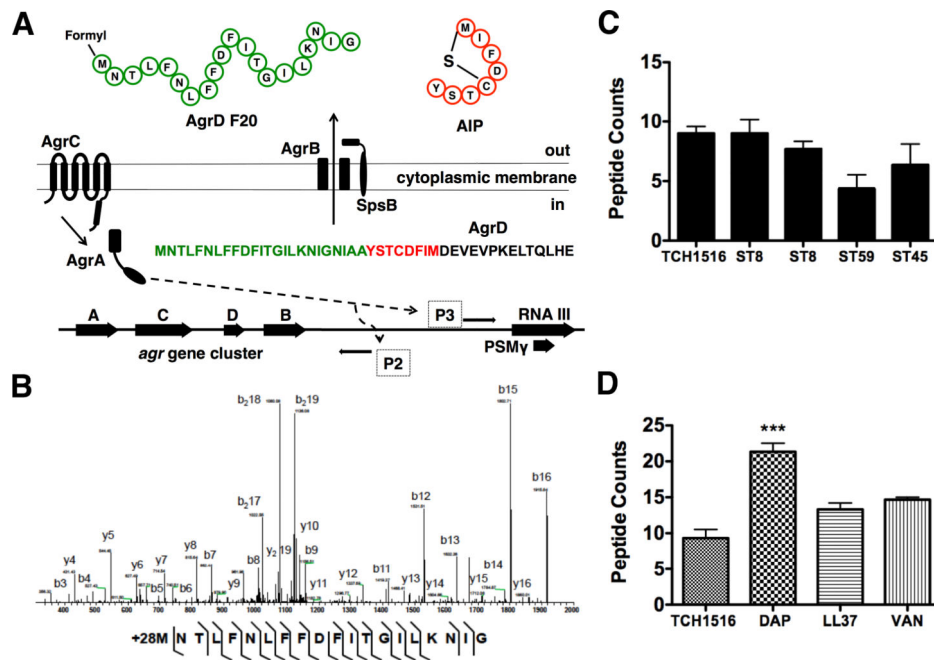 A
Formyl
M N T L F N L F F D F I T G I L K N I G
AgrD F20
M I F D C T S Y
S
AIP
AgrC
AgrB
out
cytoplasmic membrane
in
SpsB
AgrA
AgrD
MNTLFNLFFDFITGILKNIGNIAAYSTCDFIMDEVEVPKELTQLHE
A C D B
P3
RNA III
agr gene cluster
PSMγ
P2
B
b3 y4 b4 y5 y6 b5 y7 b6 y8 b7 y9 b8
b₂17 b₂18 y₂19 b₂19 y10 b9
y11 y12 b11 y13 b12 y14 b13 y15 b14 b15 y16 b16
400 500 600 700 800 900 1000 1100 1200 1300 1400 1500 1600 1700 1800 1900 2000
+28M N T L F N L F F D F I T G I L K N I G
C
Peptide Counts
15
10
5
0
TCH1516 ST8 ST8 ST59 ST45
D
Peptide Counts
25
20
15
10
5
0
***
TCH1516 DAP LL37 VAN